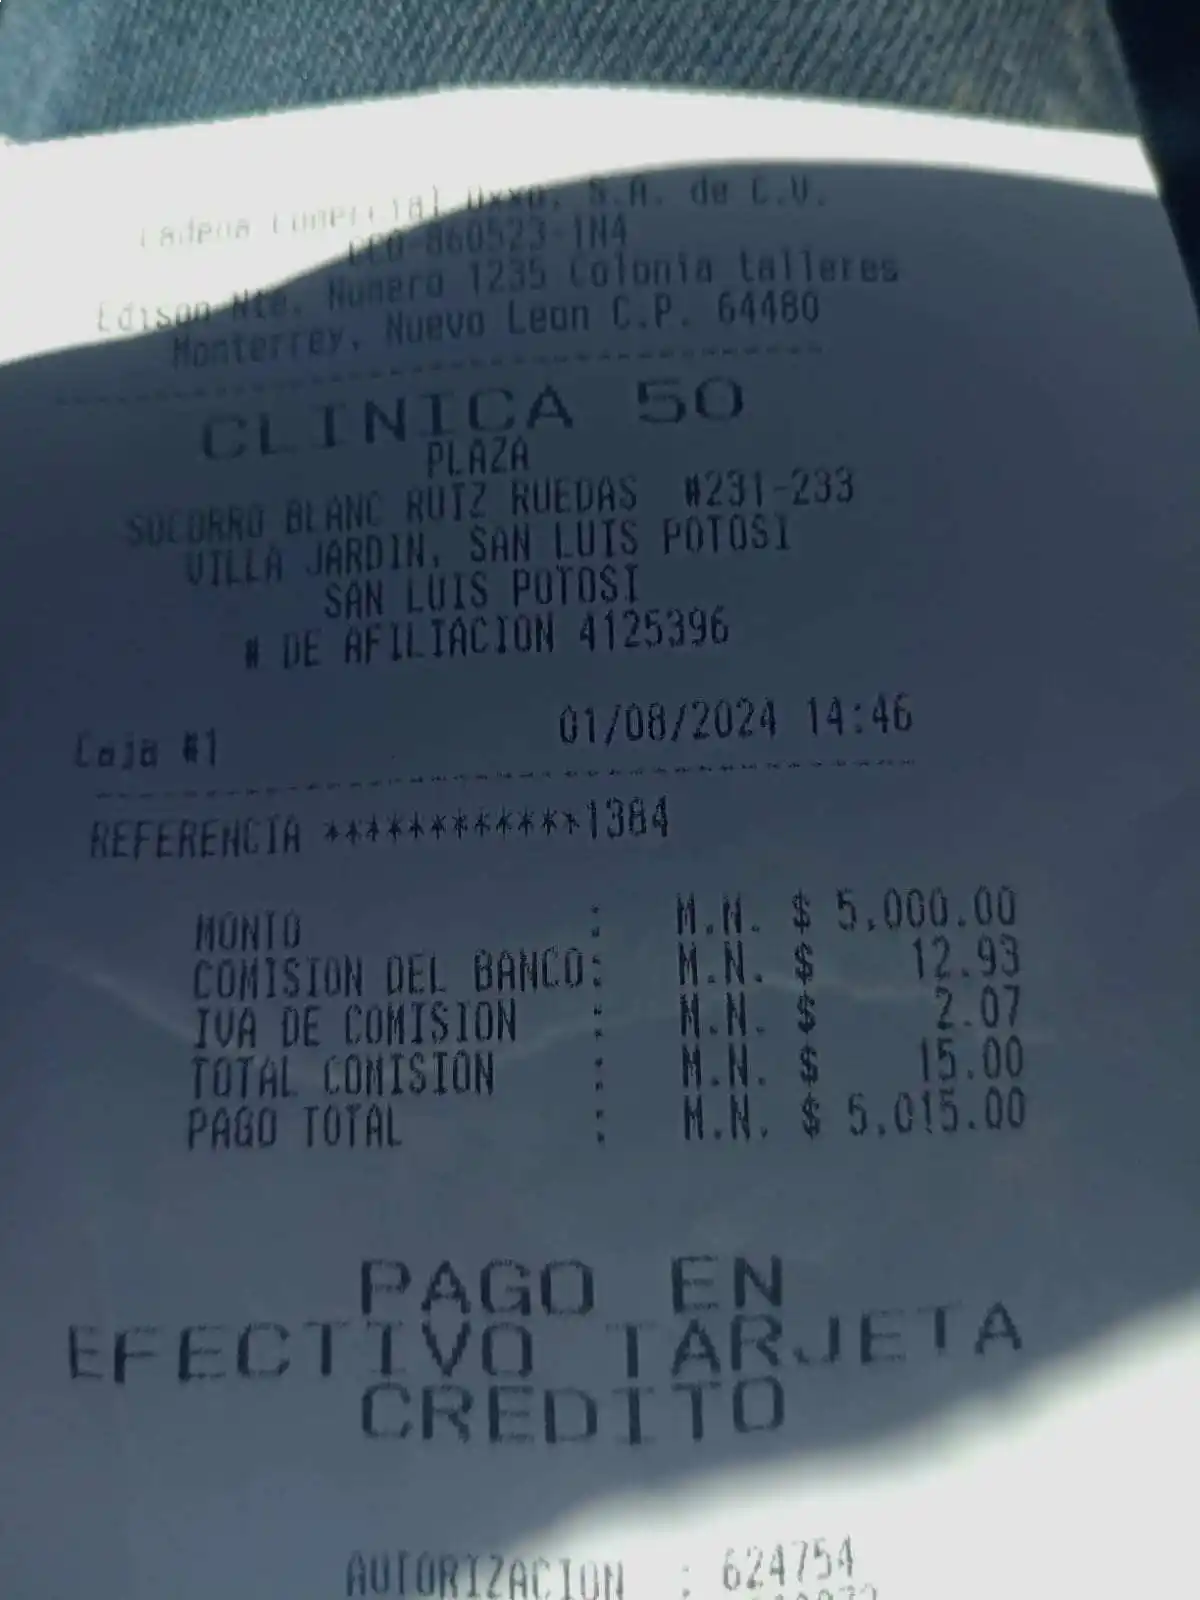 Cadena Comercial Oxxo, S.A. de C.V.
CCO-860523-1N4
Edison Nte. Numero 1235 Colonia talleres
Monterrey, Nuevo Leon C.P. 64480
CLINICA 50
PLAZA
SOCORRO BLANC RUIZ RUEDAS #231-233
VILLA JARDIN, SAN LUIS POTOSI
SAN LUIS POTOSI
# DE AFILIACION 4125396
Caja #1 01/08/2024 14:46
REFERENCIA ************1384
MONTO : M.N. $ 5,000.00
COMISION DEL BANCO: M.N. $ 12.93
IVA DE COMISION : M.N. $ 2.07
TOTAL COMISION : M.N. $ 15.00
PAGO TOTAL : M.N. $ 5,015.00
PAGO EN
EFECTIVO TARJETA
CREDITO
AUTORIZACION : 624754